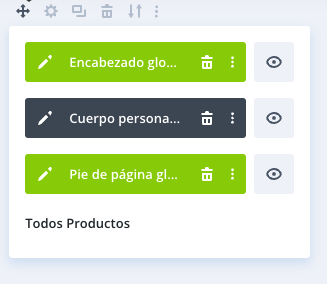 Encabezado glo...
Cuerpo persona...
Pie de página gl...
Todos Productos